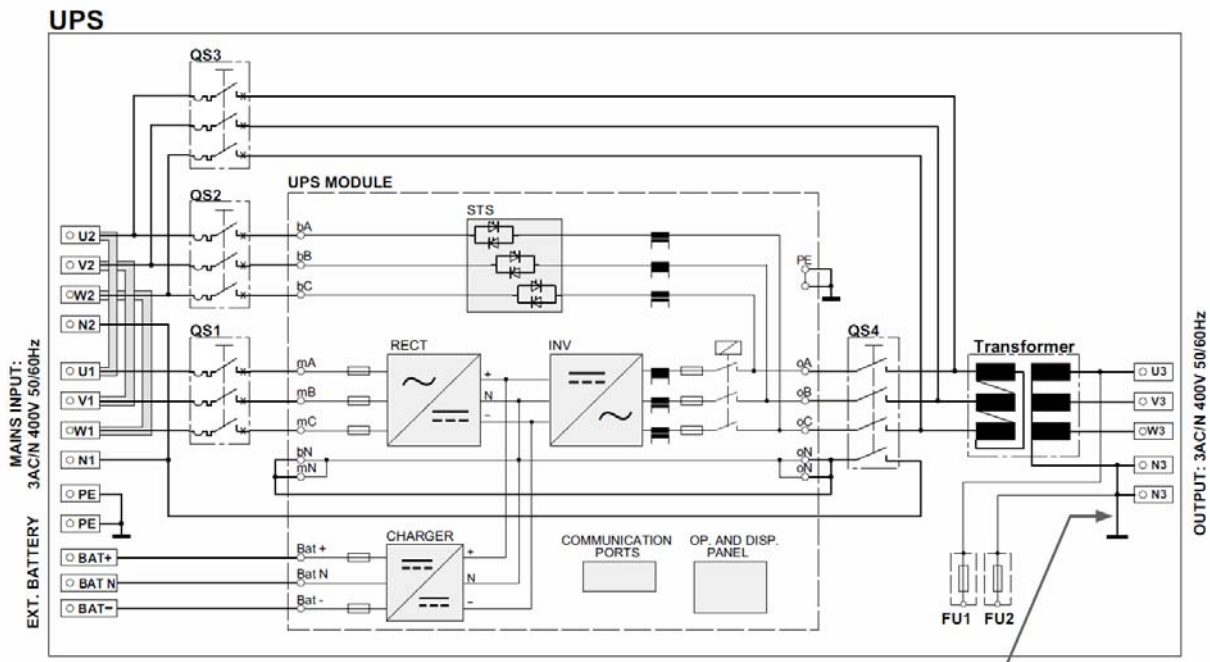 UPS
QS3
UPS MODULE
QS2
STS
bA
U2
bB
V2
PE
bC
W2
N2
QS1
RECT
INV
QS4
Transformer
mA
oA
U1
U3
+
mB
N
oB
V1
V3
−
mC
oC
W1
W3
bN
oN
N1
N3
mN
oN
PE
N3
PE
CHARGER
COMMUNICATION PORTS
OP. AND DISP. PANEL
Bat +
+
BAT+
Bat N
N
BAT N
Bat -
−
BAT−
FU1 FU2
MAINS INPUT:
3AC/N 400V 50/60Hz
EXT. BATTERY
OUTPUT: 3AC/N 400V 50/60Hz